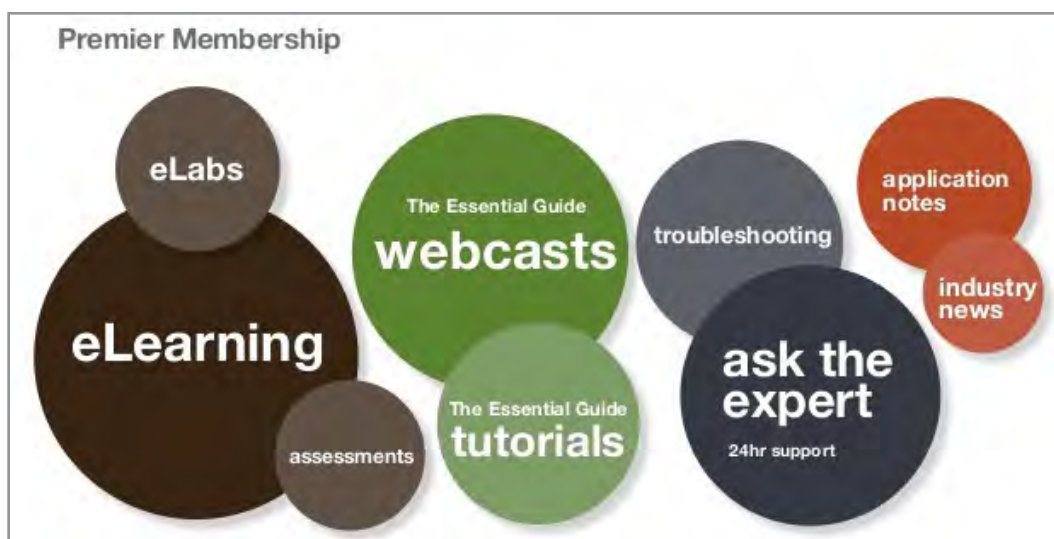 Premier Membership
eLabs
eLearning
assessments
The Essential Guide
webcasts
The Essential Guide
tutorials
troubleshooting
ask the
expert
24hr support
application
notes
industry
news